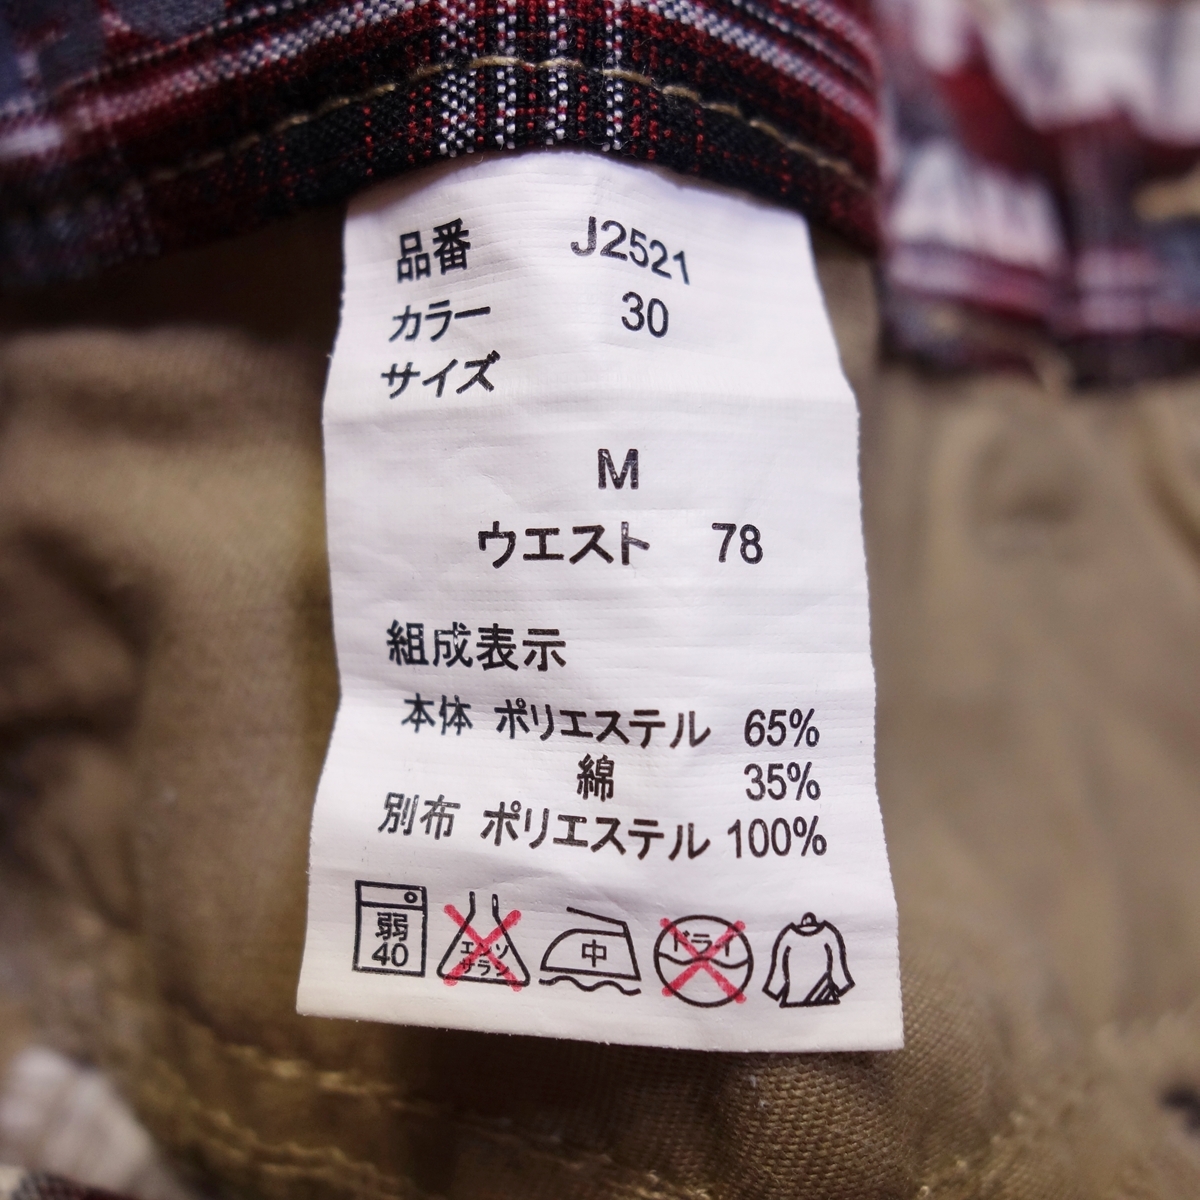 品番 J2521
カラー 30
サイズ
M
ウエスト 78
組成表示
本体 ポリエステル 65%
綿 35%
別布 ポリエステル 100%
弱 40 エンソ サラシ 中 ドライ